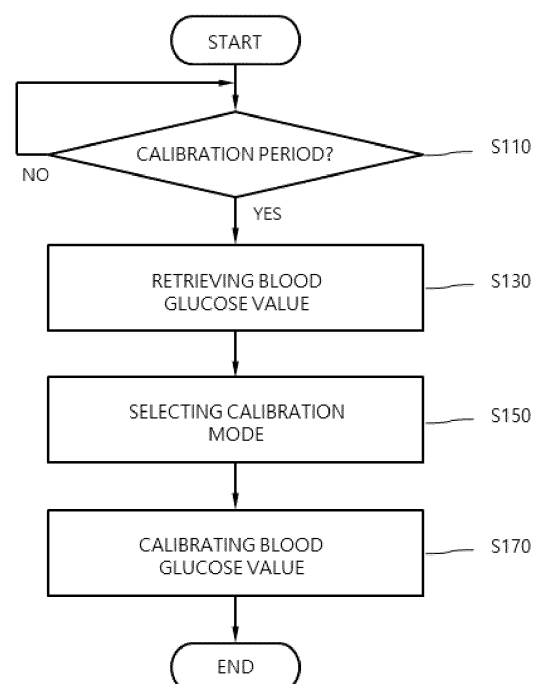 START
CALIBRATION PERIOD?
S110
NO
YES
RETRIEVING BLOOD
GLUCOSE VALUE
S130
SELECTING CALIBRATION
MODE
S150
CALIBRATING BLOOD
GLUCOSE VALUE
S170
END